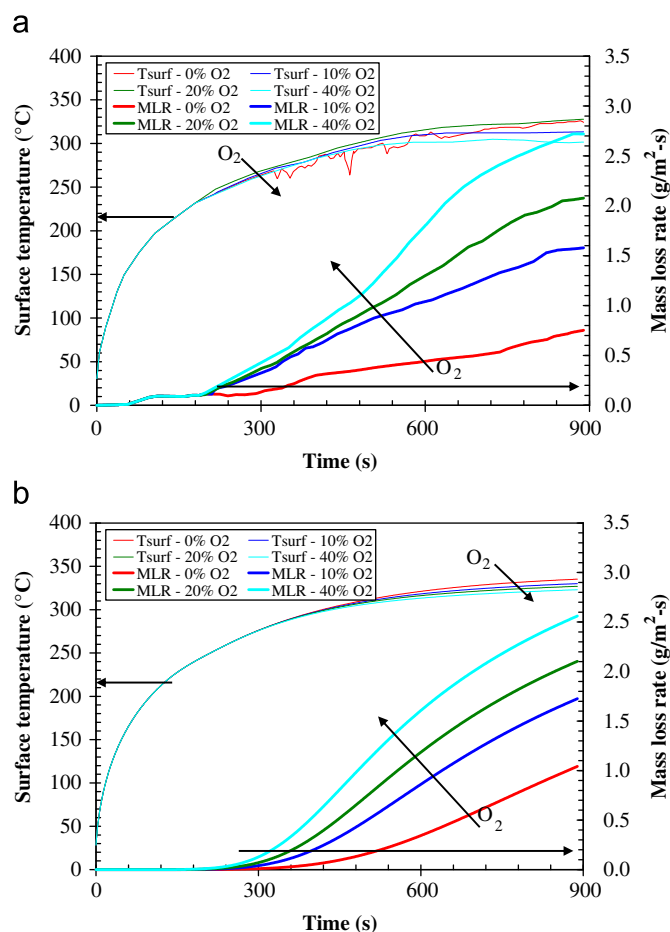 a
400
350
300
250
200
150
100
50
0
Surface temperature (°C)
Tsurf - 0% O2 Tsurf - 10% O2
Tsurf - 20% O2 Tsurf - 40% O2
MLR - 0% O2 MLR - 10% O2
MLR - 20% O2 MLR - 40% O2
O2
O2
3.5
3.0
2.5
2.0
1.5
1.0
0.5
0.0
Mass loss rate (g/m²-s)
0 300 600 900
Time (s)
b
400
350
300
250
200
150
100
50
0
Surface temperature (°C)
Tsurf - 0% O2 Tsurf - 10% O2
Tsurf - 20% O2 Tsurf - 40% O2
MLR - 0% O2 MLR - 10% O2
MLR - 20% O2 MLR - 40% O2
O2
O2
3.5
3.0
2.5
2.0
1.5
1.0
0.5
0.0
Mass loss rate (g/m²-s)
0 300 600 900
Time (s)